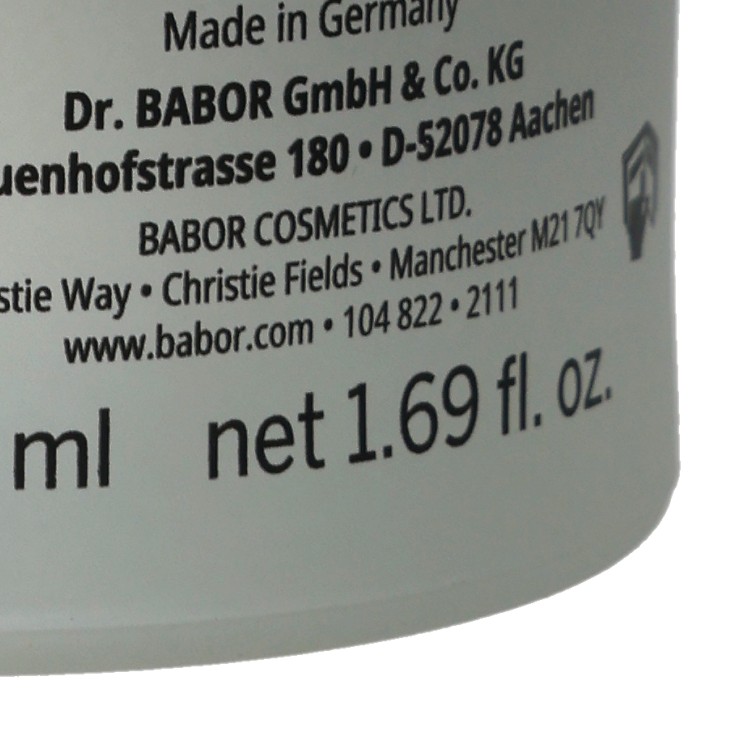 Made in Germany
Dr. BABOR GmbH & Co. KG
uenhofstrasse 180 • D-52078 Aachen
BABOR COSMETICS LTD.
stie Way • Christie Fields • Manchester M21 7QY
www.babor.com • 104 822 • 2111
ml net 1.69 fl. oz.